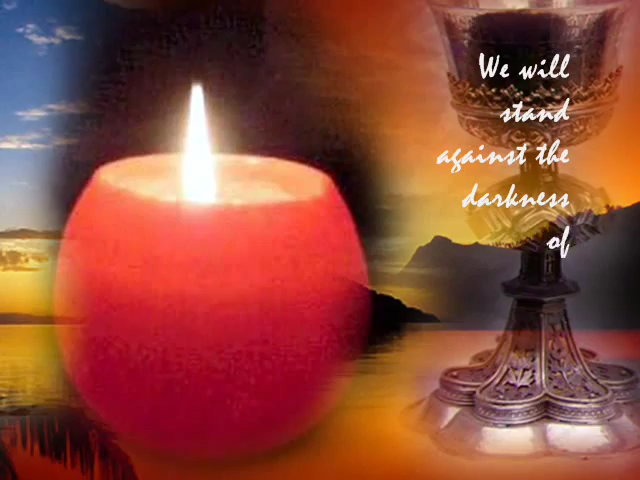 We will
stand
against the
darkness
of